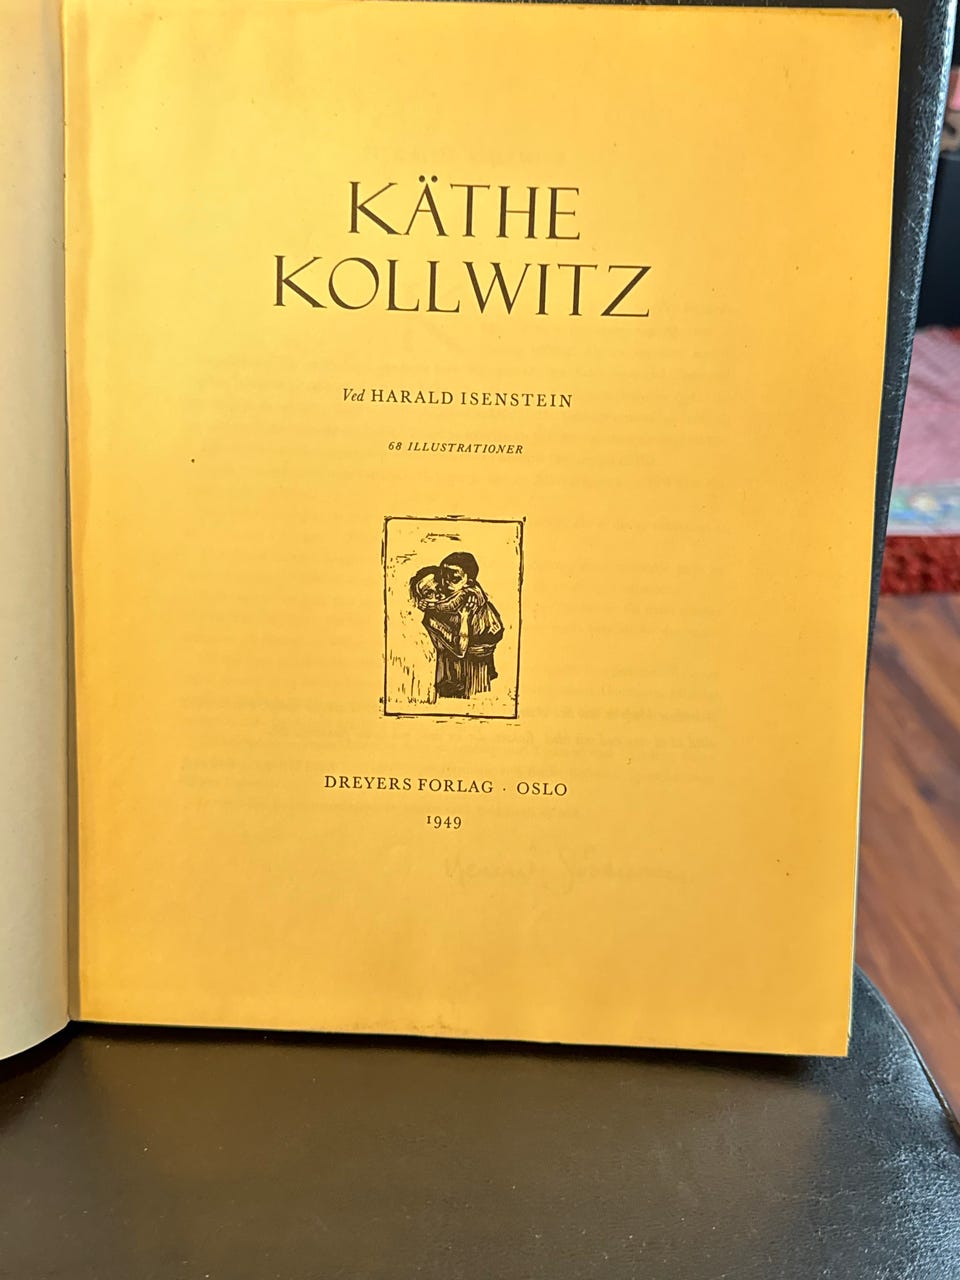 KÄTHE
KOLLWITZ
Ved HARALD ISENSTEIN
68 ILLUSTRATIONER
DREYERS FORLAG · OSLO
1949